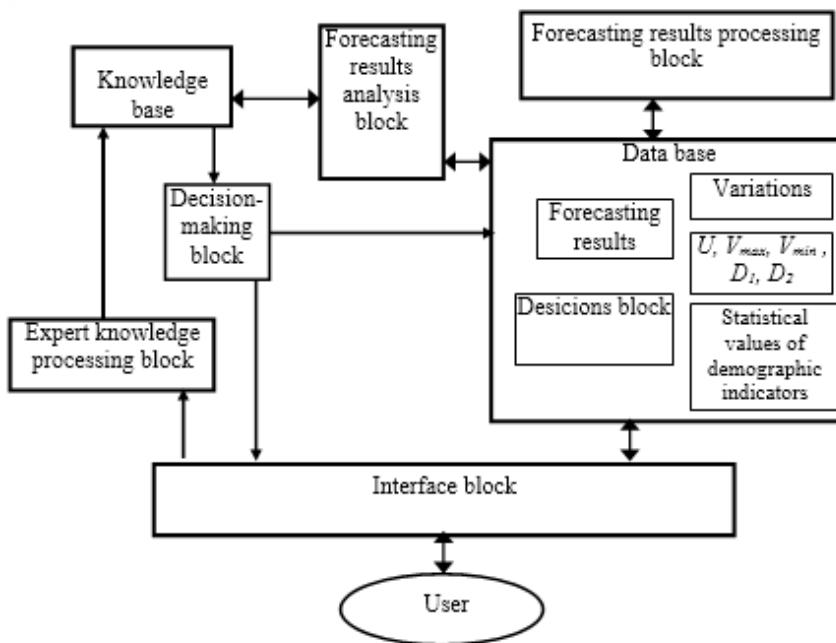 Forecasting
results
analysis
block
Forecasting results processing
block
Knowledge
base
Data base
Variations
Decision-
making
block
Forecasting
results
U, Vmax, Vmin ,
D1, D2
Desicions block
Statistical
values of
demographic
indicators
Expert knowledge
processing block
Interface block
User